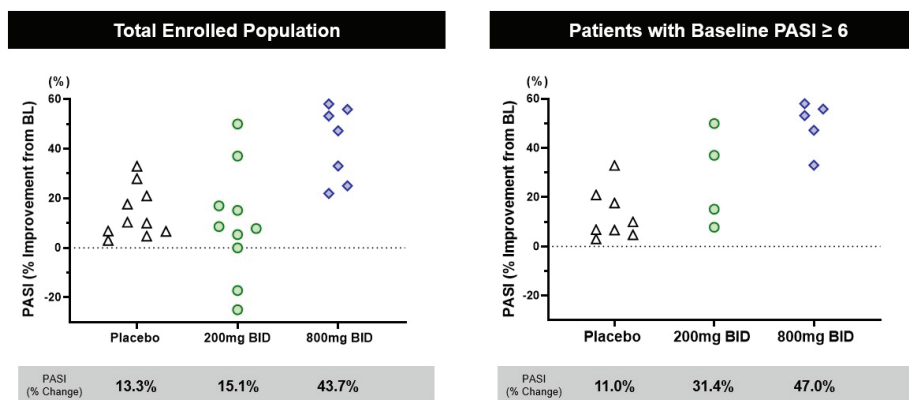 Total Enrolled Population
(%)
PASI (% Improvement from BL)
60
40
20
0
-20
Placebo 200mg BID 800mg BID
PASI
(% Change) 13.3% 15.1% 43.7%
Patients with Baseline PASI ≥ 6
(%)
PASI (% Improvement from BL)
60
40
20
0
-20
Placebo 200mg BID 800mg BID
PASI
(% Change) 11.0% 31.4% 47.0%